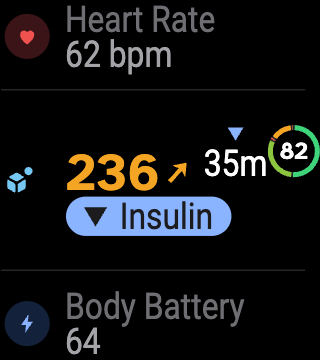 Heart Rate
62 bpm
236 35m 82
Insulin
Body Battery
64